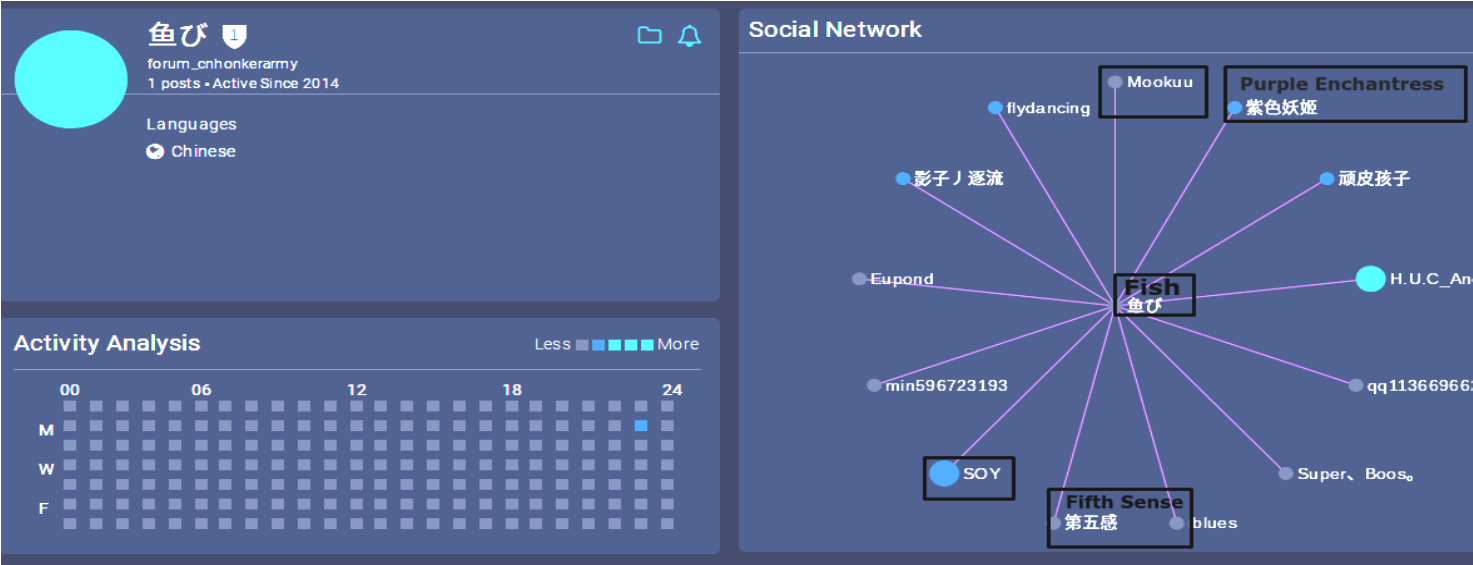 鱼び 1
forum_cnhonkerarmy
1 posts • Active Since 2014
Languages
Chinese
Activity Analysis
Less More
00 06 12 18 24
M
W
F
Social Network
Mookuu
Purple Enchantress
紫色妖姬
flydancing
影子丿逐流
顽皮孩子
Eupond
Fish
鱼び
H.U.C_An
min596723193
qq113669662
SOY
Super、Boos。
Fifth Sense
第五感
blues